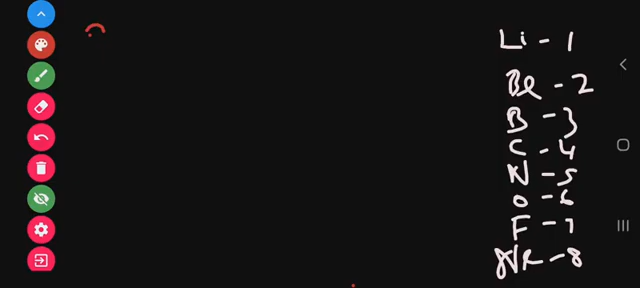 Li - 1
Be - 2
B - 3
C - 4
N - 5
O - 6
F - 7
Ne - 8